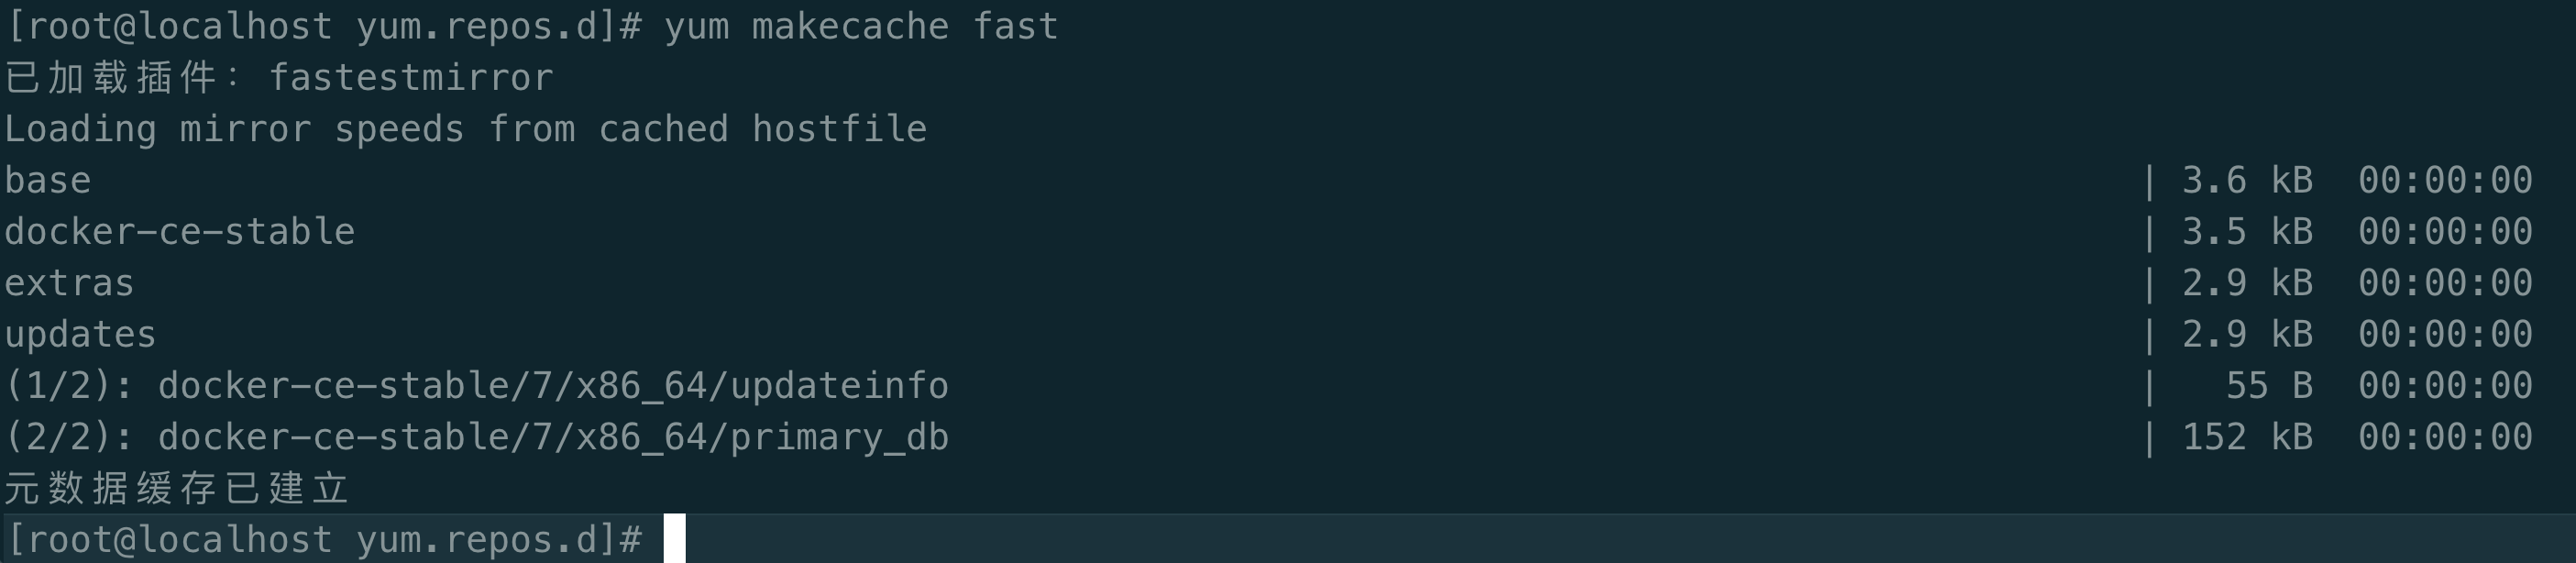 [root@localhost yum.repos.d]# yum makecache fast
已加载插件：fastestmirror
Loading mirror speeds from cached hostfile
base | 3.6 kB 00:00:00
docker-ce-stable | 3.5 kB 00:00:00
extras | 2.9 kB 00:00:00
updates | 2.9 kB 00:00:00
(1/2): docker-ce-stable/7/x86_64/updateinfo | 55 B 00:00:00
(2/2): docker-ce-stable/7/x86_64/primary_db | 152 kB 00:00:00
元数据缓存已建立
[root@localhost yum.repos.d]#